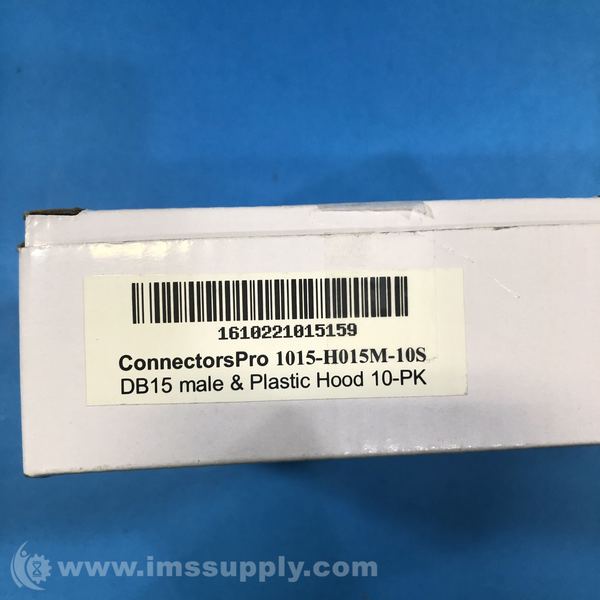 1610221015159
ConnectorsPro 1015-H015M-10S
DB15 male & Plastic Hood 10-PK
www.imssupply.com